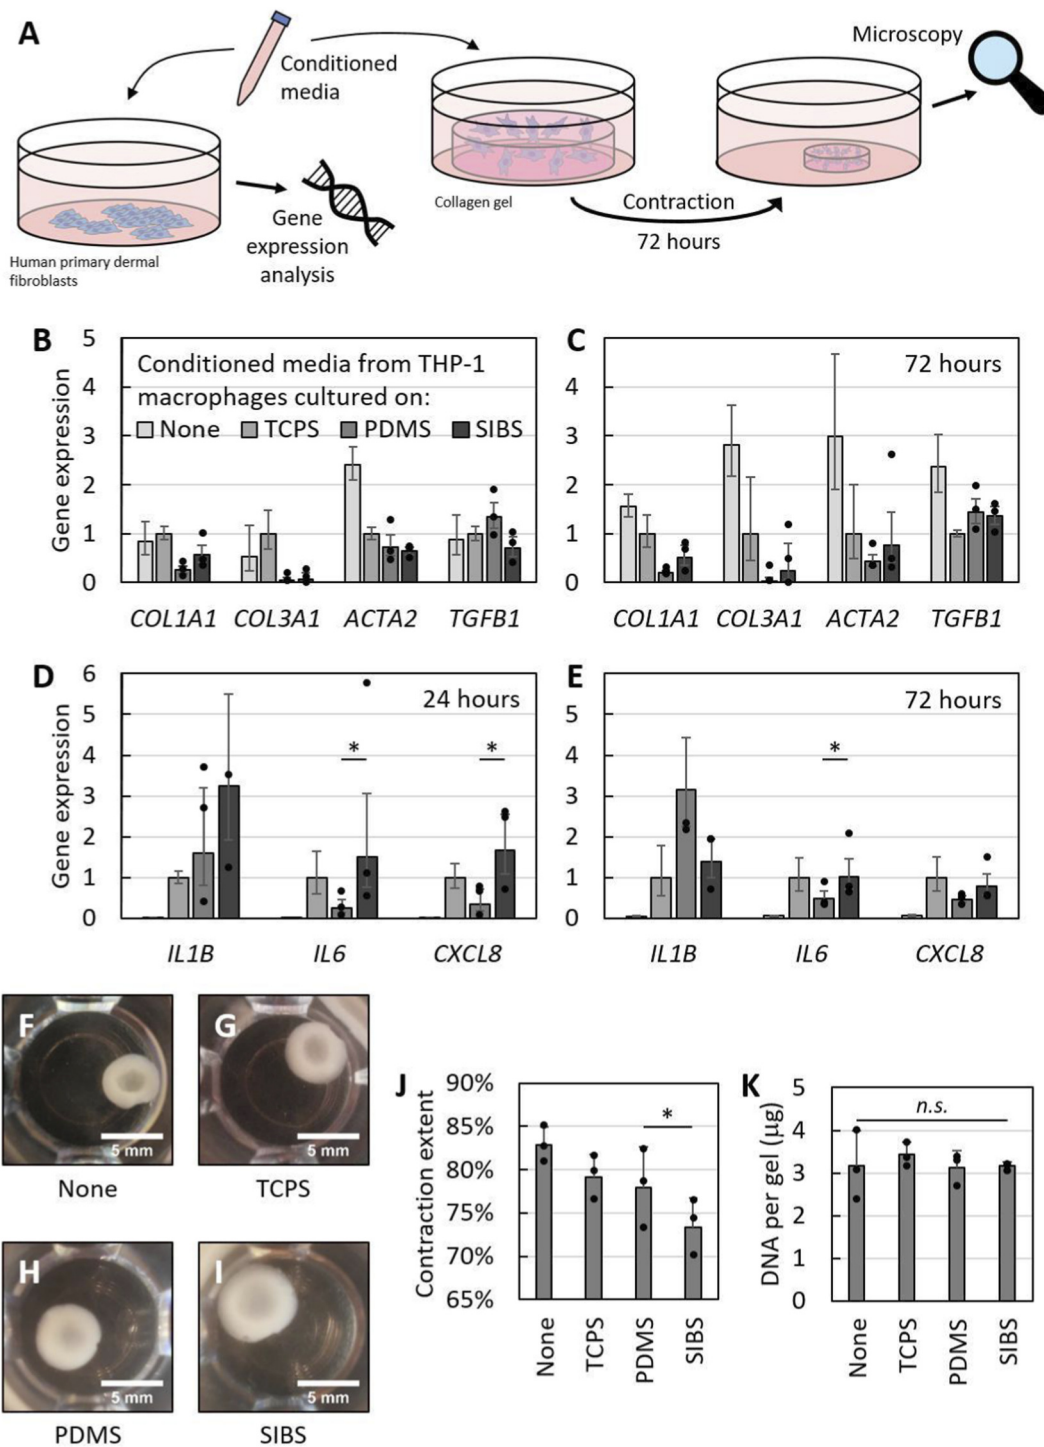 A
Conditioned
media
Microscopy
Human primary dermal
fibroblasts
Gene
expression
analysis
Collagen gel
Contraction
72 hours
B
Gene expression
5
4
3
2
1
0
Conditioned media from THP-1
macrophages cultured on:
None TCPS PDMS SIBS
COL1A1 COL3A1 ACTA2 TGFB1
C
72 hours
5
4
3
2
1
0
COL1A1 COL3A1 ACTA2 TGFB1
D
Gene expression
24 hours
6
5
4
3
2
1
0
* *
IL1B IL6 CXCL8
E
72 hours
5
4
3
2
1
0
*
IL1B IL6 CXCL8
F
5 mm
None
G
5 mm
TCPS
H
5 mm
PDMS
I
5 mm
SIBS
J
Contraction extent
90%
85%
80%
75%
70%
65%
*
None TCPS PDMS SIBS
K
DNA per gel (µg)
5
4
3
2
1
0
n.s.
None TCPS PDMS SIBS